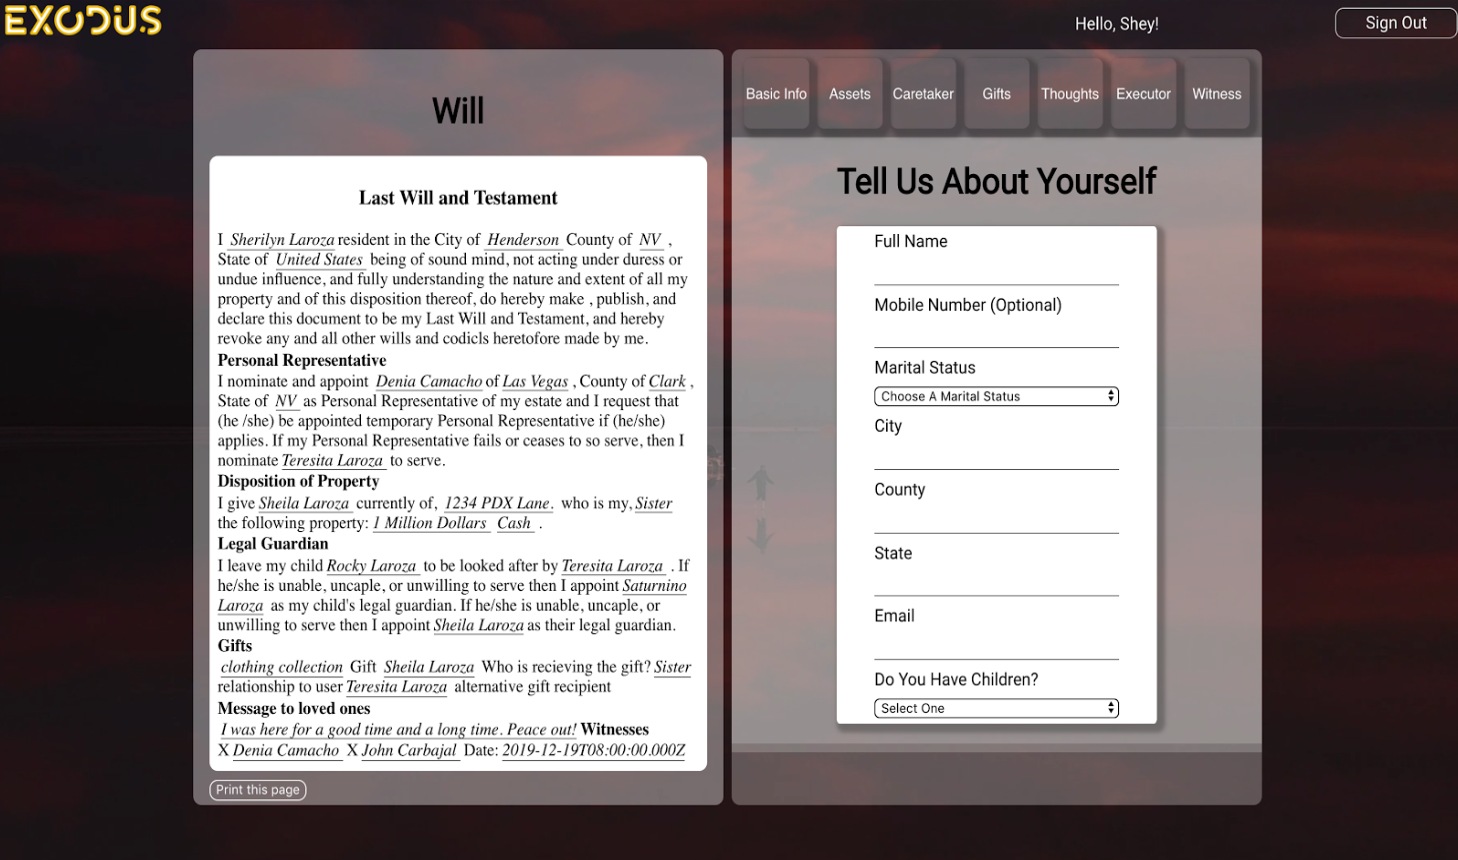 EXODUS
Hello, Shey!
Sign Out
Will
Last Will and Testament
I Sherilyn Laroza resident in the City of Henderson County of NV ,
State of United States being of sound mind, not acting under duress or
undue influence, and fully understanding the nature and extent of all my
property and of this disposition thereof, do hereby make , publish, and
declare this document to be my Last Will and Testament, and hereby
revoke any and all other wills and codicls heretofore made by me.
Personal Representative
I nominate and appoint Denia Camacho of Las Vegas , County of Clark ,
State of NV as Personal Representative of my estate and I request that
(he /she) be appointed temporary Personal Representative if (he/she)
applies. If my Personal Representative fails or ceases to so serve, then I
nominate Teresita Laroza to serve.
Disposition of Property
I give Sheila Laroza currently of, 1234 PDX Lane. who is my, Sister
the following property: 1 Million Dollars Cash .
Legal Guardian
I leave my child Rocky Laroza to be looked after by Teresita Laroza . If
he/she is unable, uncaple, or unwilling to serve then I appoint Saturnino
Laroza as my child's legal guardian. If he/she is unable, uncaple, or
unwilling to serve then I appoint Sheila Laroza as their legal guardian.
Gifts
clothing collection Gift Sheila Laroza Who is recieving the gift? Sister
relationship to user Teresita Laroza alternative gift recipient
Message to loved ones
I was here for a good time and a long time. Peace out! Witnesses
X Denia Camacho X John Carbajal Date: 2019-12-19T08:00:00.000Z
Print this page
Basic Info
Assets
Caretaker
Gifts
Thoughts
Executor
Witness
Tell Us About Yourself
Full Name
Mobile Number (Optional)
Marital Status
Choose A Marital Status
City
County
State
Email
Do You Have Children?
Select One